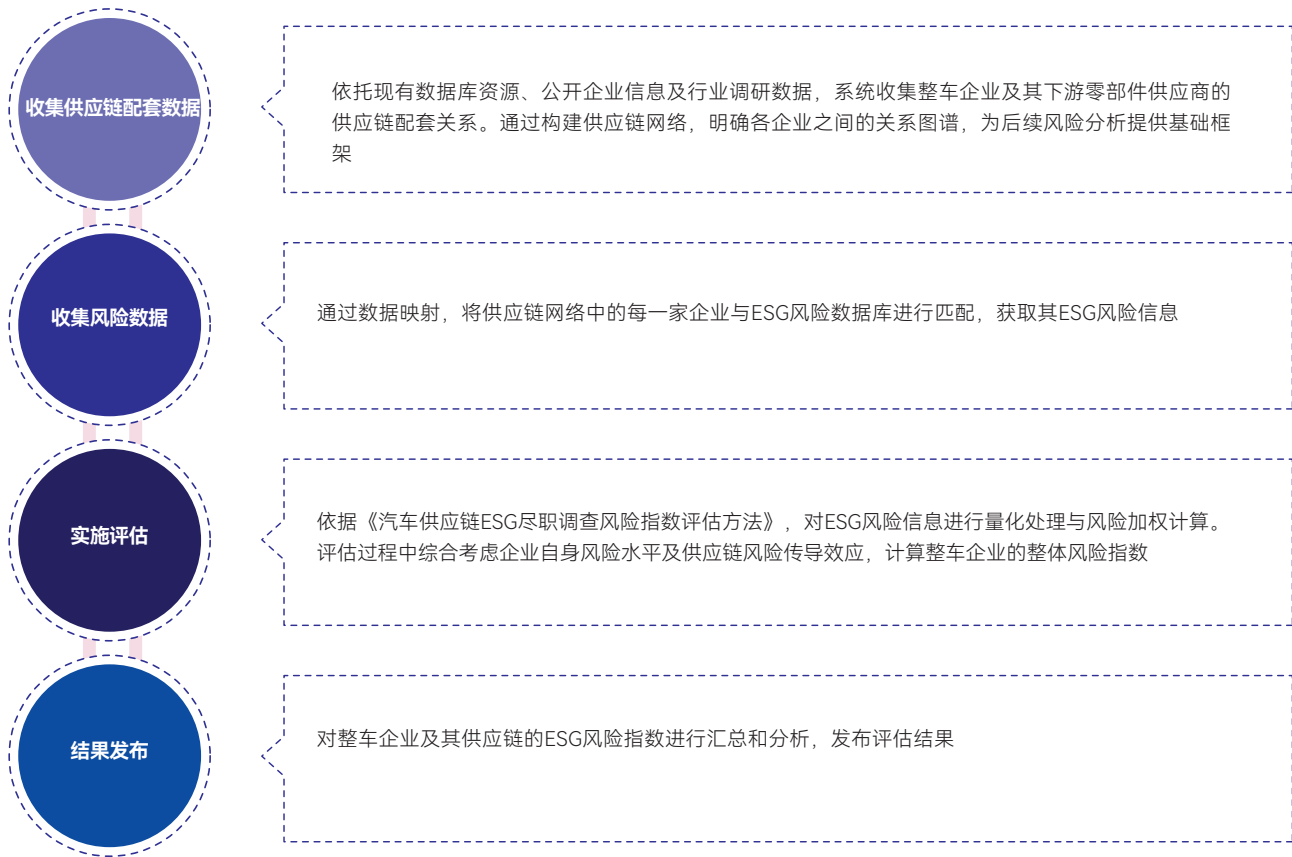 收集供应链配套数据
依托现有数据库资源、公开企业信息及行业调研数据，系统收集整车企业及其下游零部件供应商的
供应链配套关系。通过构建供应链网络，明确各企业之间的关系图谱，为后续风险分析提供基础框
架
收集风险数据
通过数据映射，将供应链网络中的每一家企业与ESG风险数据库进行匹配，获取其ESG风险信息
实施评估
依据《汽车供应链ESG尽职调查风险指数评估方法》，对ESG风险信息进行量化处理与风险加权计算。
评估过程中综合考虑企业自身风险水平及供应链风险传导效应，计算整车企业的整体风险指数
结果发布
对整车企业及其供应链的ESG风险指数进行汇总和分析，发布评估结果